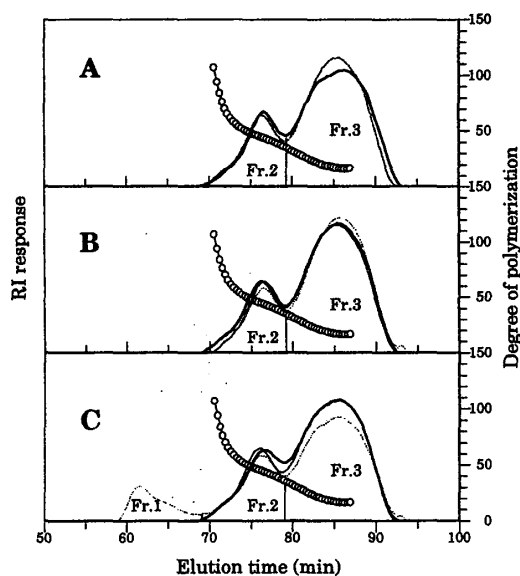 150
A
100
Fr.3
50
Fr.2
150
B
100
Fr.3
50
Fr.2
150
C
100
Fr.3
50
Fr.1
Fr.2
0
50
60
70
80
90
100
RI response
Degree of polymerization
Elution time (min)